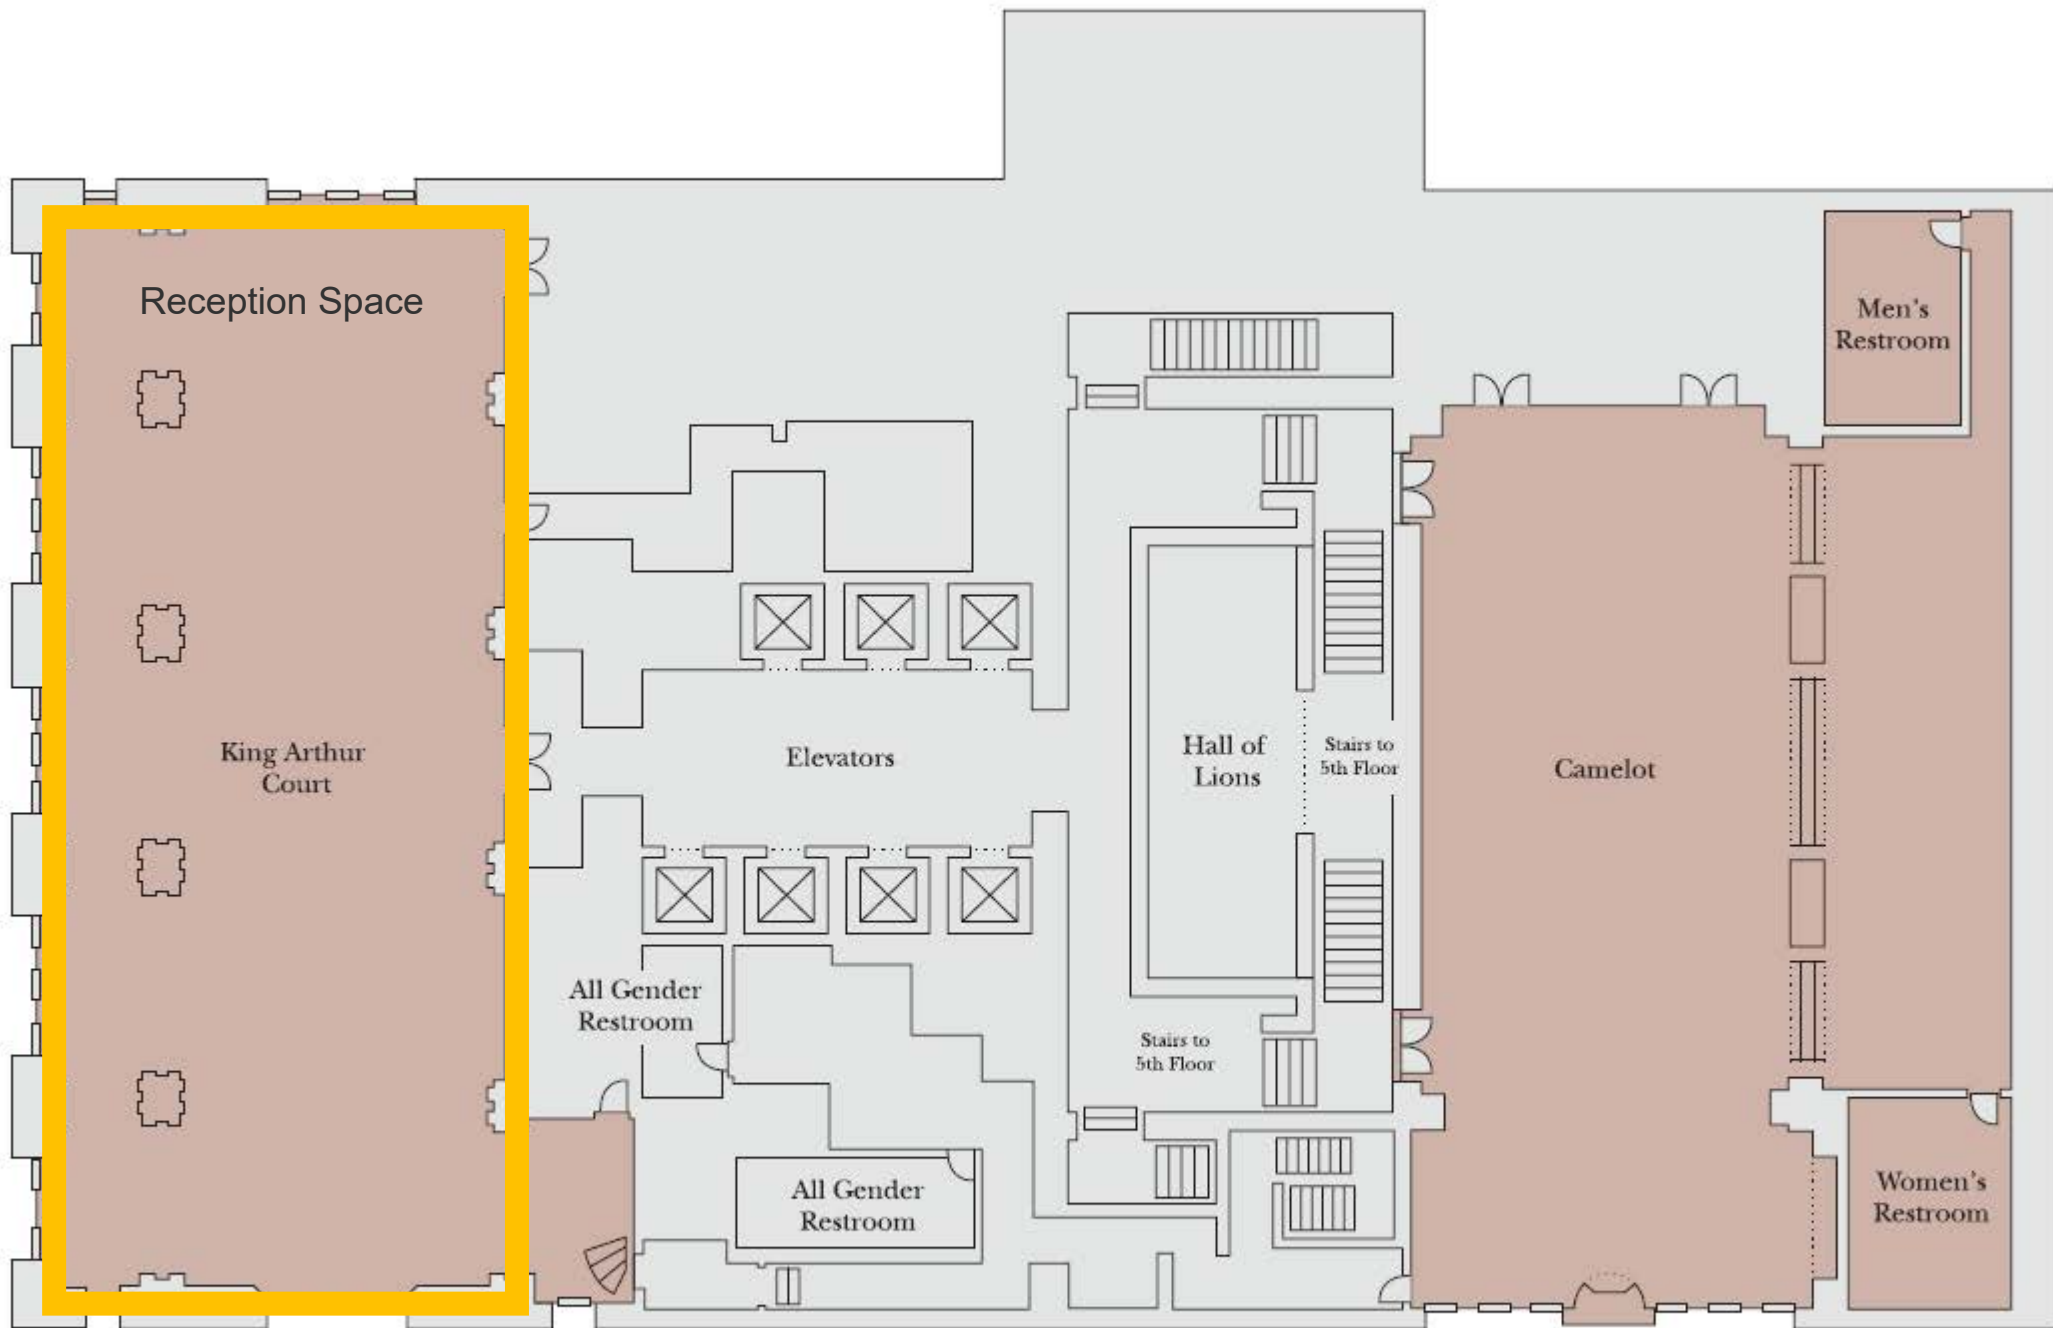 Reception Space
Men's
Restroom
King Arthur
Court
Elevators
Hall of
Lions
Stairs to
5th Floor
Camelot
All Gender
Restroom
Stairs to
5th Floor
All Gender
Restroom
Women's
Restroom